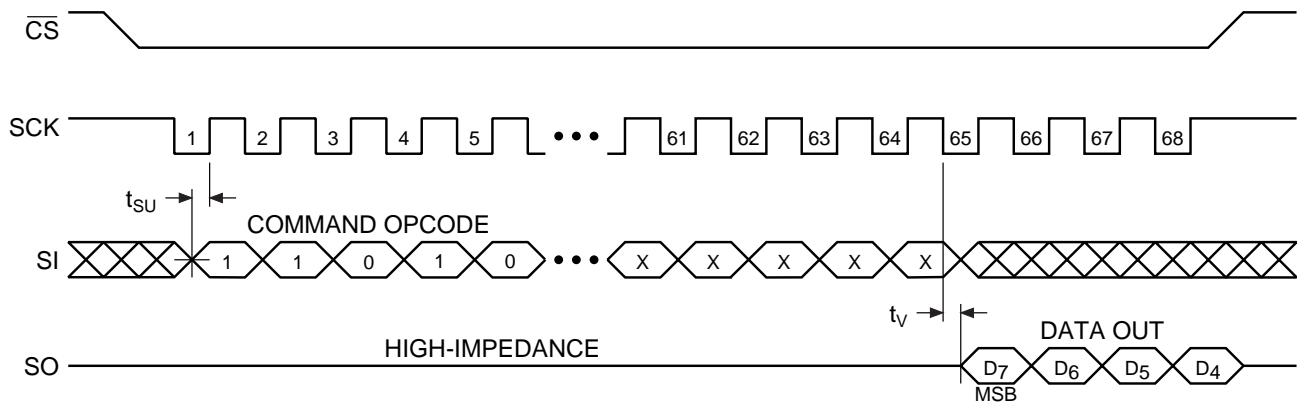 CS
SCK 1 2 3 4 5 ••• 61 62 63 64 65 66 67 68
tSU
COMMAND OPCODE
SI 1 1 0 1 0 ••• X X X X X
tV
DATA OUT
HIGH-IMPEDANCE
SO D7 D6 D5 D4
MSB